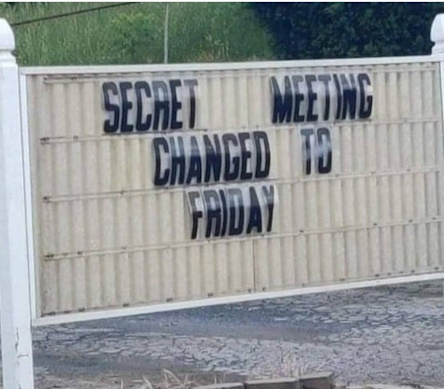 SECRET MEETING
CHANGED TO
FRIDAY